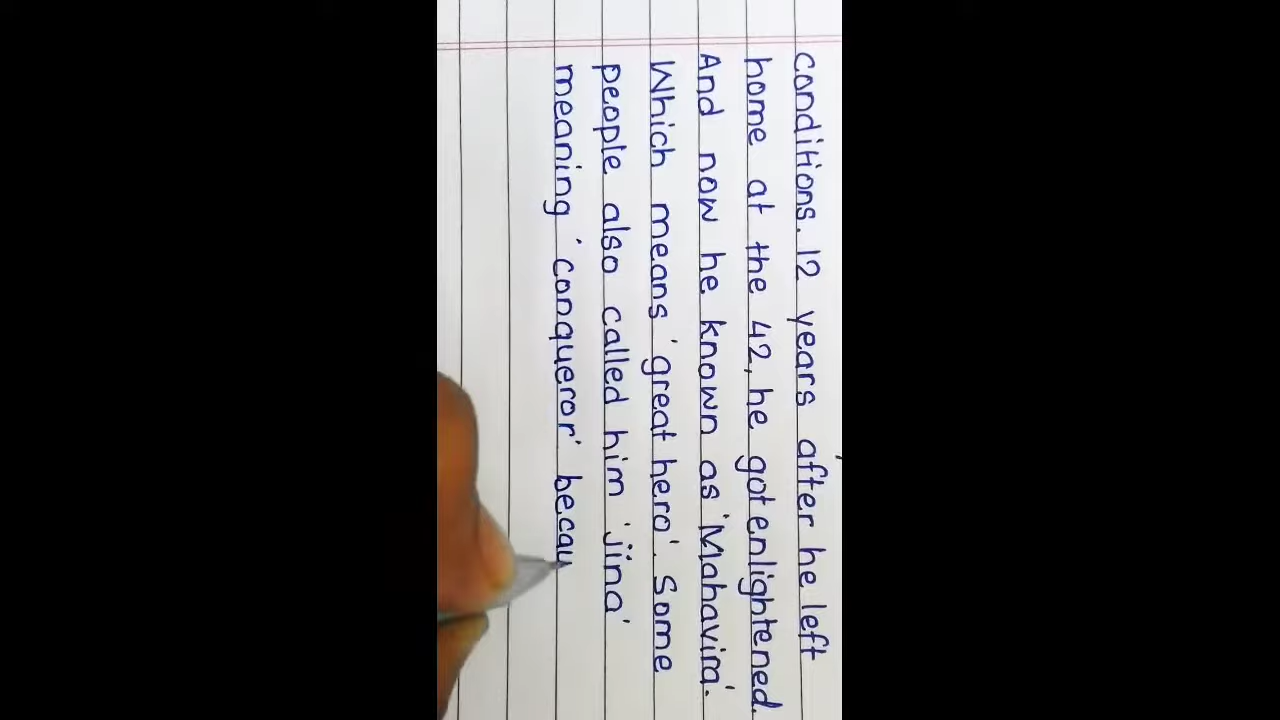 conditions. 12 years after he left
home at the 42, he got enlightened.
And now he known as 'Mahavira'.
Which means 'great hero'. Some
people also called him 'jina'
meaning 'conqueror' becau